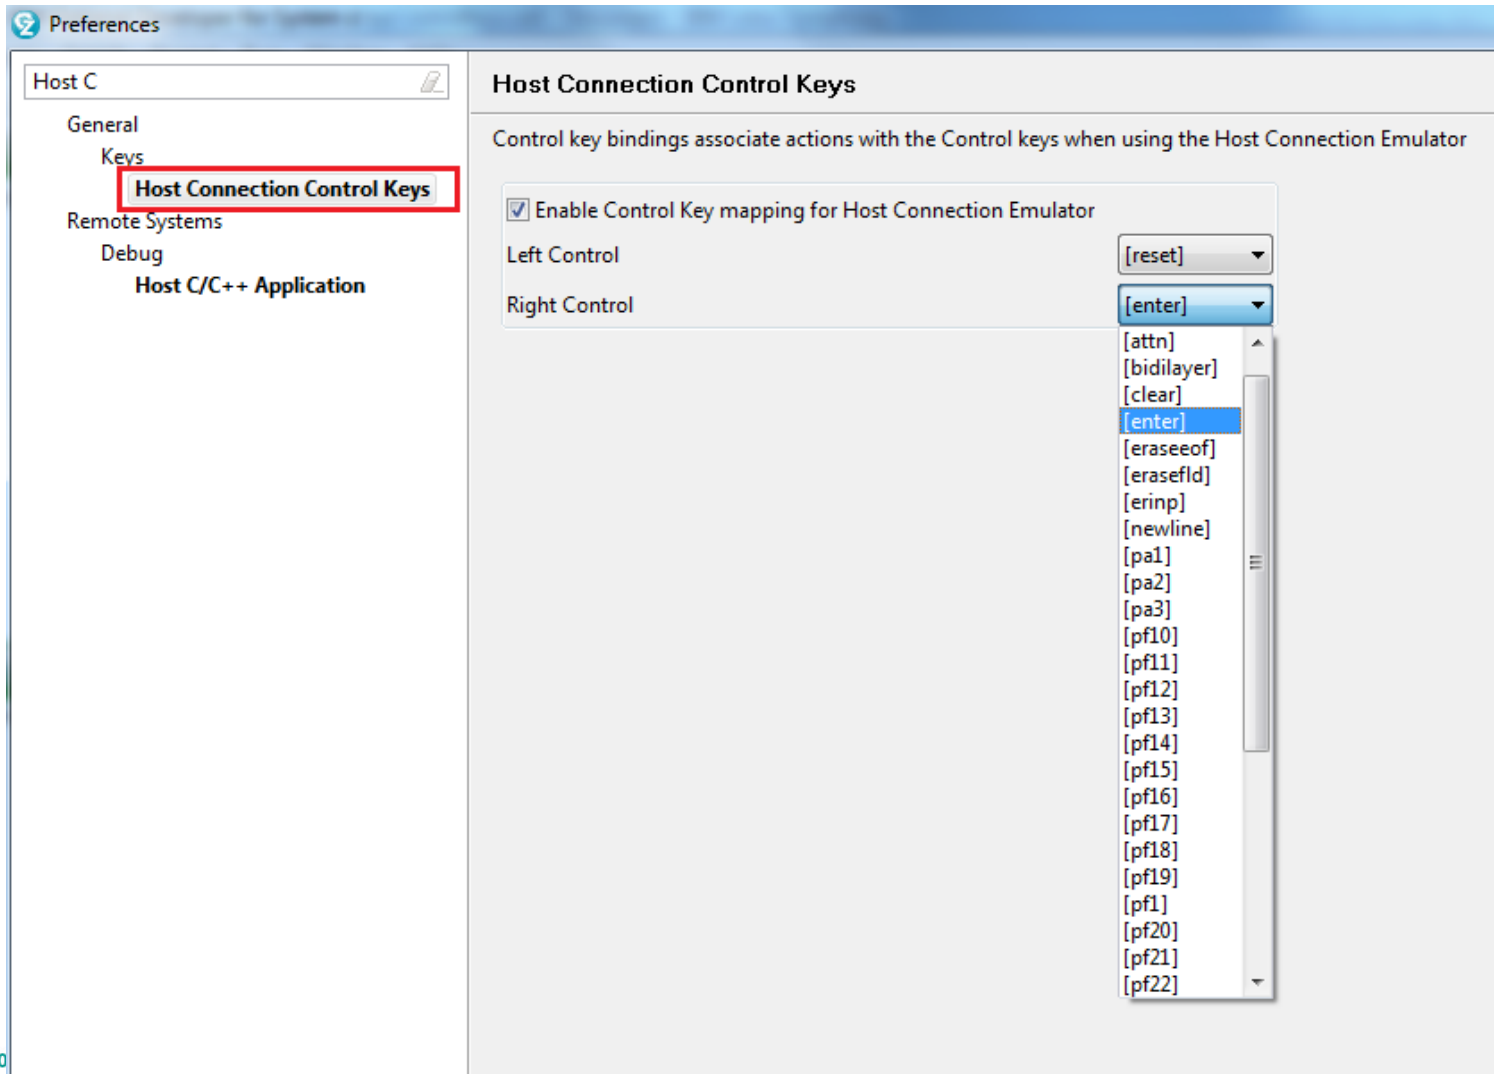 Preferences
Host C
General
Keys
Host Connection Control Keys
Remote Systems
Debug
Host C/C++ Application
Host Connection Control Keys
Control key bindings associate actions with the Control keys when using the Host Connection Emulator
Enable Control Key mapping for Host Connection Emulator
Left Control [reset]
Right Control [enter]
[attn]
[bidilayer]
[clear]
[enter]
[eraseeof]
[erasefld]
[erinp]
[newline]
[pa1]
[pa2]
[pa3]
[pf10]
[pf11]
[pf12]
[pf13]
[pf14]
[pf15]
[pf16]
[pf17]
[pf18]
[pf19]
[pf1]
[pf20]
[pf21]
[pf22]